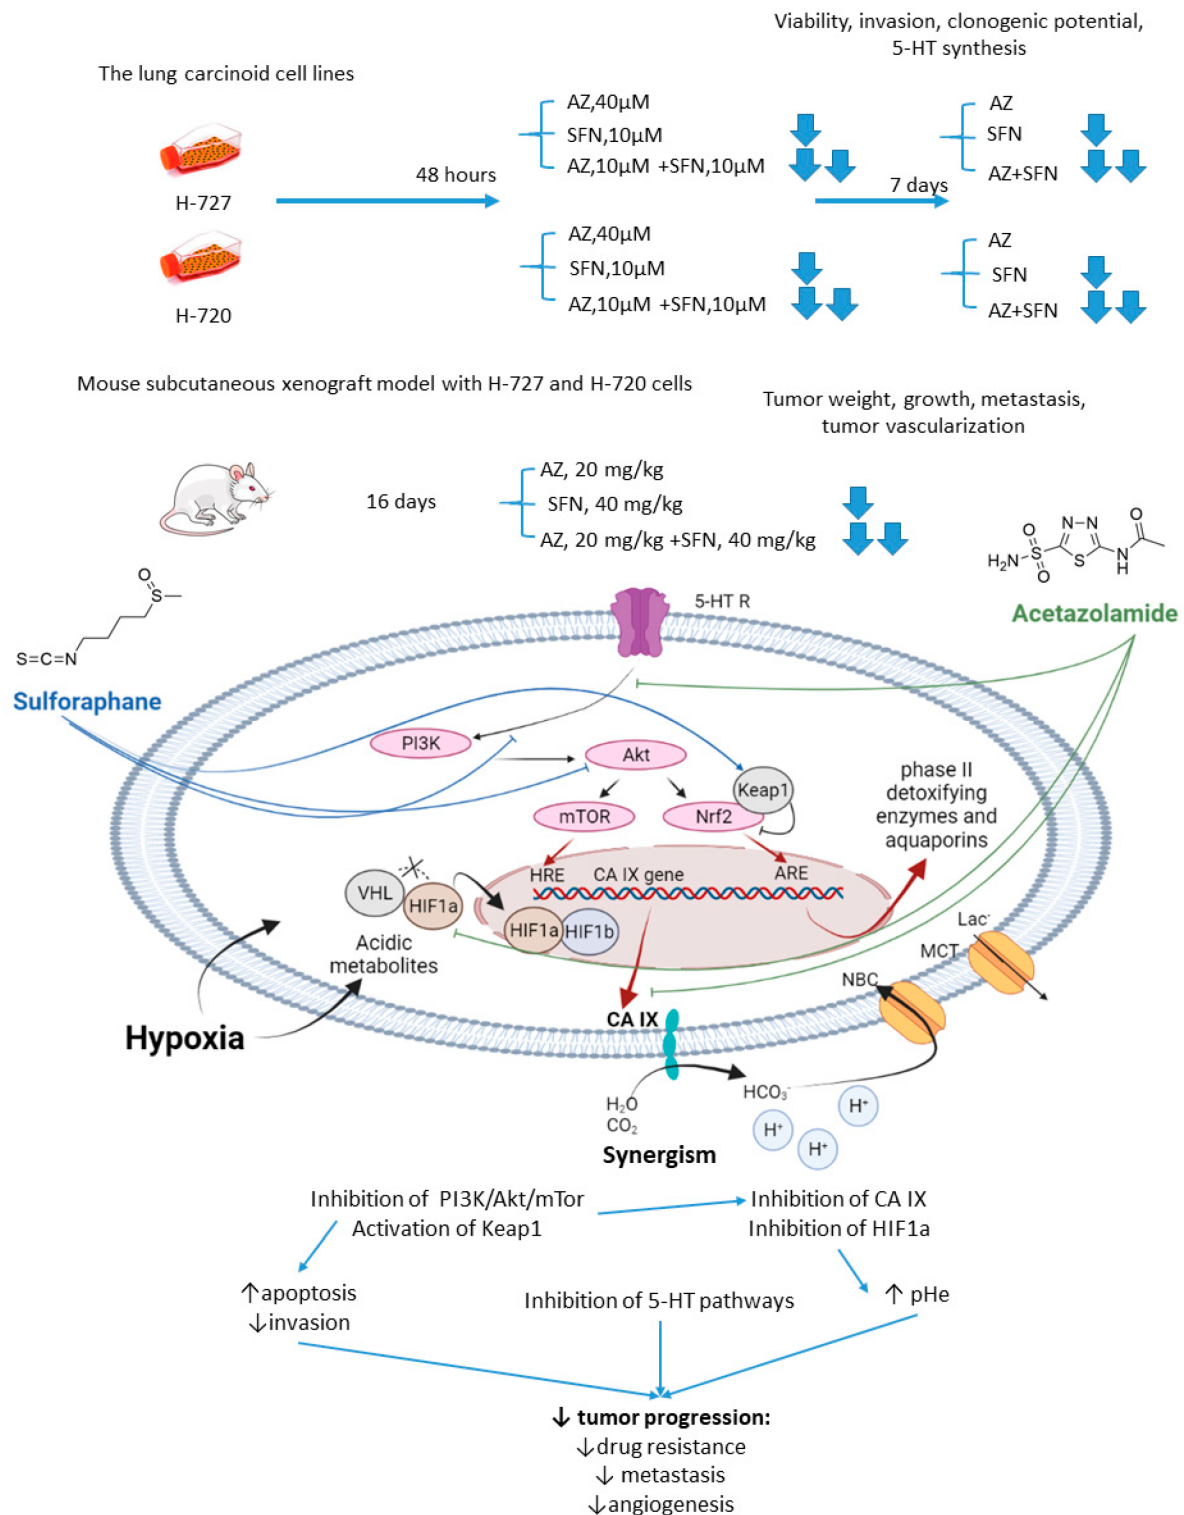 Viability, invasion, clonogenic potential,
5-HT synthesis
The lung carcinoid cell lines
AZ,40µM
SFN,10µM
AZ,10µM +SFN,10µM
AZ
SFN
AZ+SFN
48 hours
7 days
H-727
AZ,40µM
SFN,10µM
AZ,10µM +SFN,10µM
AZ
SFN
AZ+SFN
H-720
Mouse subcutaneous xenograft model with H-727 and H-720 cells
Tumor weight, growth, metastasis,
tumor vascularization
16 days
AZ, 20 mg/kg
SFN, 40 mg/kg
AZ, 20 mg/kg +SFN, 40 mg/kg
O
S
S=C=N
Sulforaphane
N–N
O
O
H₂N
S
O
S
N
H
Acetazolamide
5-HT R
PI3K
Akt
Keap1
mTOR
Nrf2
phase II
detoxifying
enzymes and
aquaporins
HRE
CA IX gene
ARE
VHL
HIF1a
HIF1a
HIF1b
Acidic
metabolites
Lac⁻
MCT
NBC
Hypoxia
CA IX
H₂O
CO₂
HCO₃⁻
H⁺
H⁺
H⁺
Synergism
Inhibition of PI3K/Akt/mTor
Activation of Keap1
Inhibition of CA IX
Inhibition of HIF1a
↑apoptosis
↓invasion
Inhibition of 5-HT pathways
↑ pHe
↓ tumor progression:
↓drug resistance
↓ metastasis
↓angiogenesis